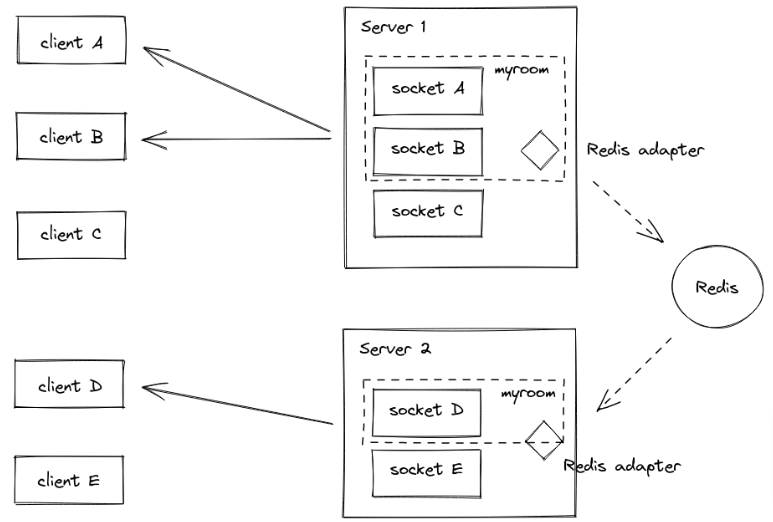 client A
client B
client C
Server 1
myroom
socket A
socket B
socket C
Redis adapter
Redis
client D
client E
Server 2
myroom
socket D
socket E
Redis adapter